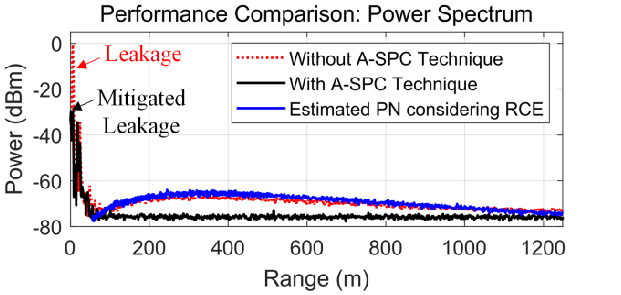 Performance Comparison: Power Spectrum
Power (dBm)
0
-20
-40
-60
-80
Leakage
Mitigated
Leakage
Without A-SPC Technique
With A-SPC Technique
Estimated PN considering RCE
0 200 400 600 800 1000 1200
Range (m)